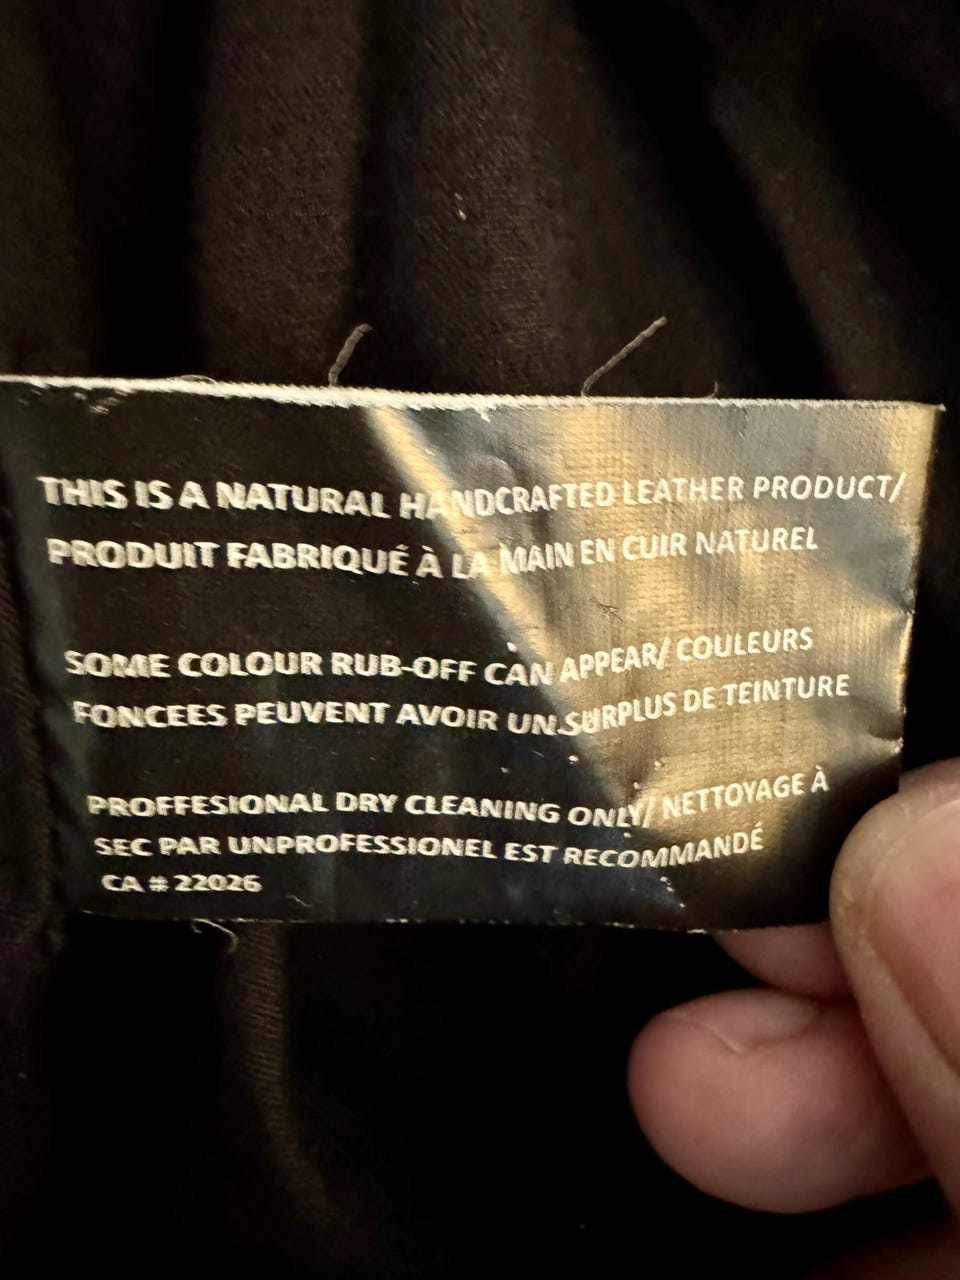 THIS IS A NATURAL HANDCRAFTED LEATHER PRODUCT/
PRODUIT FABRIQUÉ À LA MAIN EN CUIR NATUREL
SOME COLOUR RUB-OFF CAN APPEAR/ COULEURS
FONCEES PEUVENT AVOIR UN SURPLUS DE TEINTURE
PROFFESIONAL DRY CLEANING ONLY/ NETTOYAGE À
SEC PAR UNPROFESSIONEL EST RECOMMANDÉ
CA # 22026